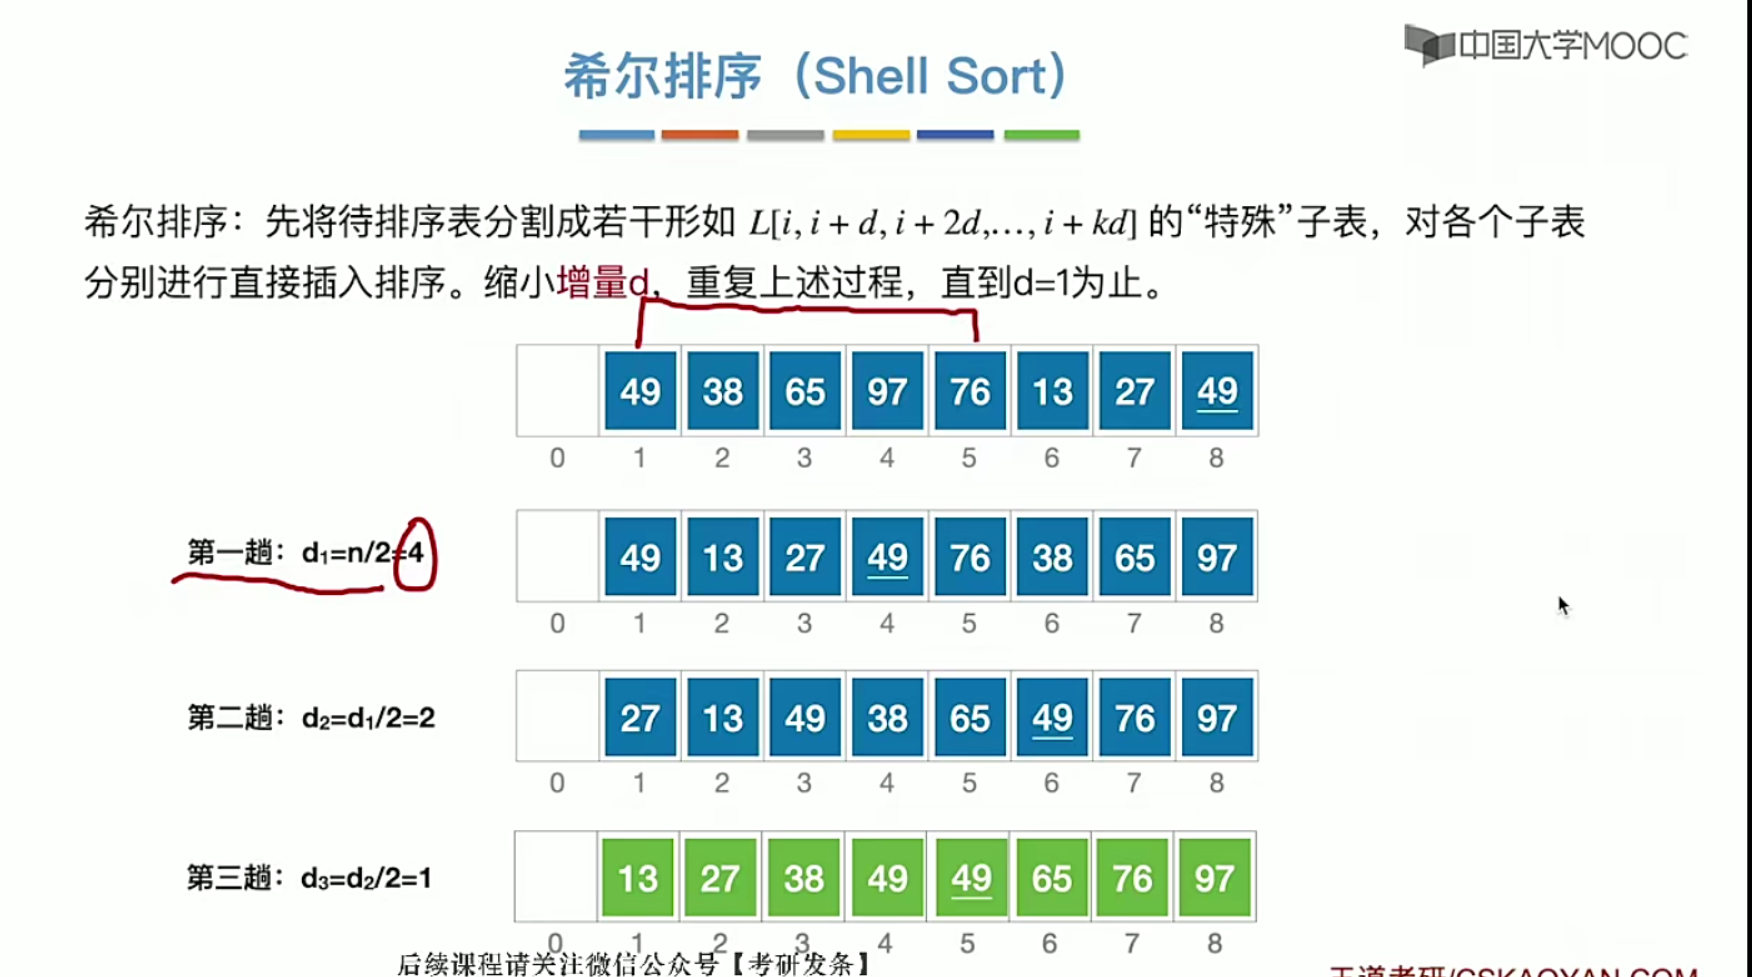 中国大学MOOC
希尔排序（Shell Sort）
希尔排序：先将待排序表分割成若干形如 L[i, i + d, i + 2d,…, i + kd] 的“特殊”子表，对各个子表
分别进行直接插入排序。缩小增量d，重复上述过程，直到d=1为止。
49 38 65 97 76 13 27 49
0 1 2 3 4 5 6 7 8
第一趟：d₁=n/2=4
49 13 27 49 76 38 65 97
0 1 2 3 4 5 6 7 8
第二趟：d₂=d₁/2=2
27 13 49 38 65 49 76 97
0 1 2 3 4 5 6 7 8
第三趟：d₃=d₂/2=1
13 27 38 49 49 65 76 97
0 1 2 3 4 5 6 7 8
后续课程请关注微信公众号【考研发条】
王道考研/CSKAOYAN.COM